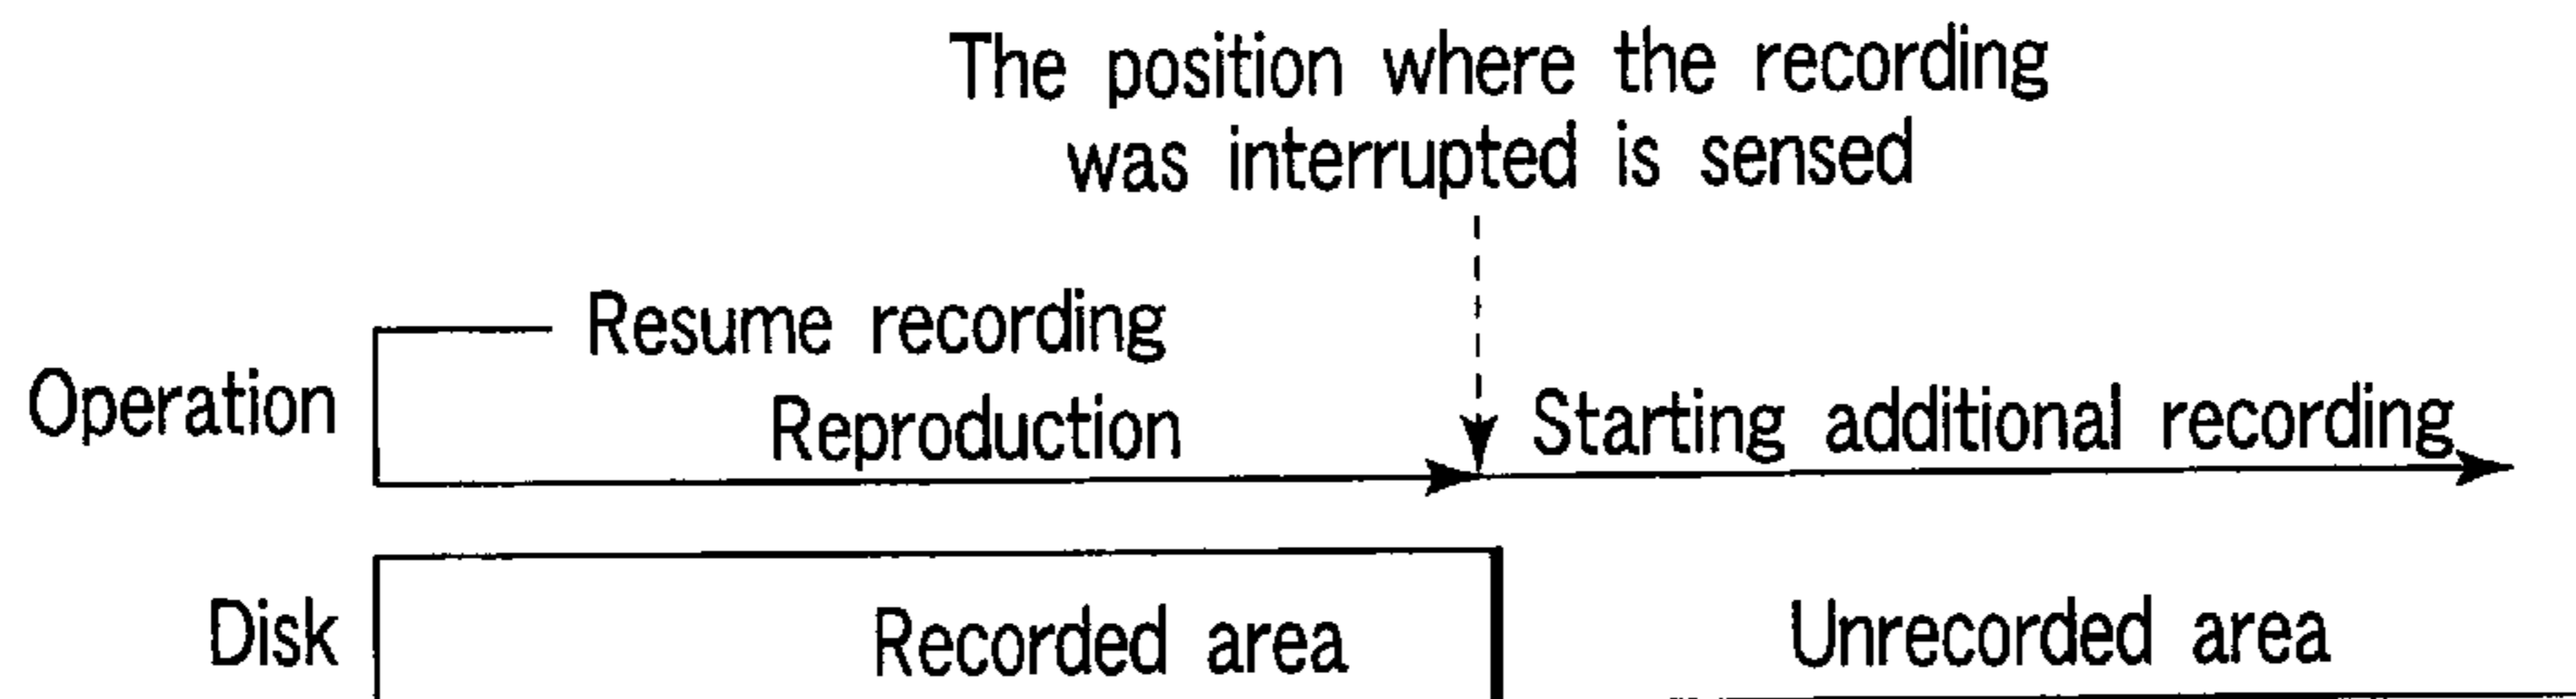 The position where the recording
was interrupted is sensed
Resume recording
Operation
Reproduction
Starting additional recording
Disk
Recorded area
Unrecorded area